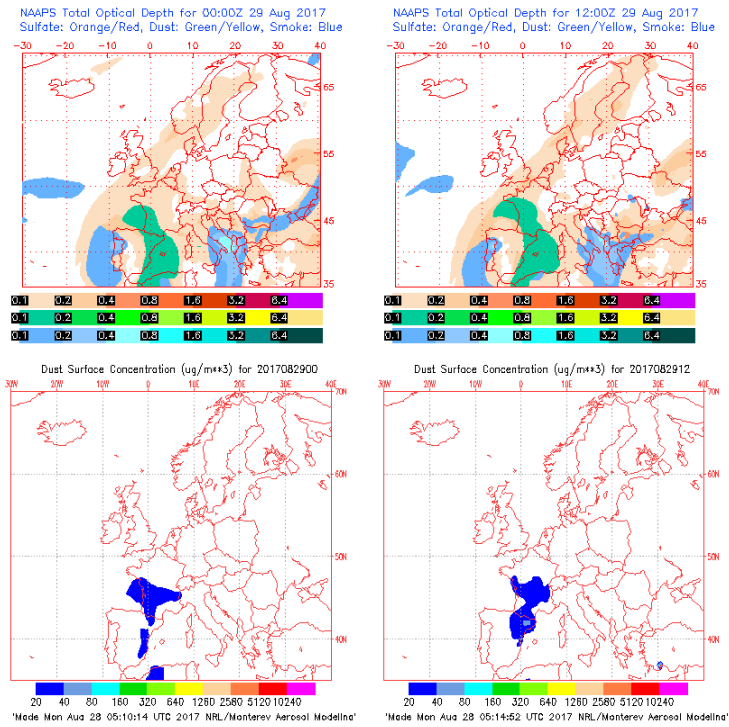 NAAPS Total Optical Depth for 00:00Z 29 Aug 2017
Sulfate: Orange/Red, Dust: Green/Yellow, Smoke: Blue
-30 -20 -10 0 10 20 30 40
65
55
45
35
0.1 0.2 0.4 0.8 1.6 3.2 6.4
0.1 0.2 0.4 0.8 1.6 3.2 6.4
0.1 0.2 0.4 0.8 1.6 3.2 6.4
NAAPS Total Optical Depth for 12:00Z 29 Aug 2017
Sulfate: Orange/Red, Dust: Green/Yellow, Smoke: Blue
-30 -20 -10 0 10 20 30 40
65
55
45
35
0.1 0.2 0.4 0.8 1.6 3.2 6.4
0.1 0.2 0.4 0.8 1.6 3.2 6.4
0.1 0.2 0.4 0.8 1.6 3.2 6.4
Dust Surface Concentration (ug/m**3) for 2017082900
30W 20W 10W 0 10E 20E 30E 40E
70N
60N
50N
40N
20 40 80 160 320 640 1280 2580 5120 10240
'Made Mon Aug 28 05:10:14 UTC 2017 NRL/Monterey Aerosol Modeling'
Dust Surface Concentration (ug/m**3) for 2017082912
30W 20W 10W 0 10E 20E 30E 40E
70N
60N
50N
40N
20 40 80 160 320 640 1280 2580 5120 10240
'Made Mon Aug 28 05:14:52 UTC 2017 NRL/Monterey Aerosol Modeling'